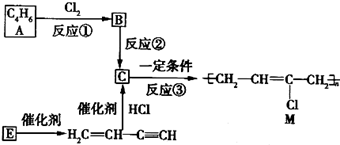 C₄H₆ Cl₂ B
A 反应①
反应②
C 一定条件 [CH₂—CH=C—CH₂]ₙ
反应③ Cl
催化剂 HCl M
E 催化剂 H₂C=CH—C≡CH